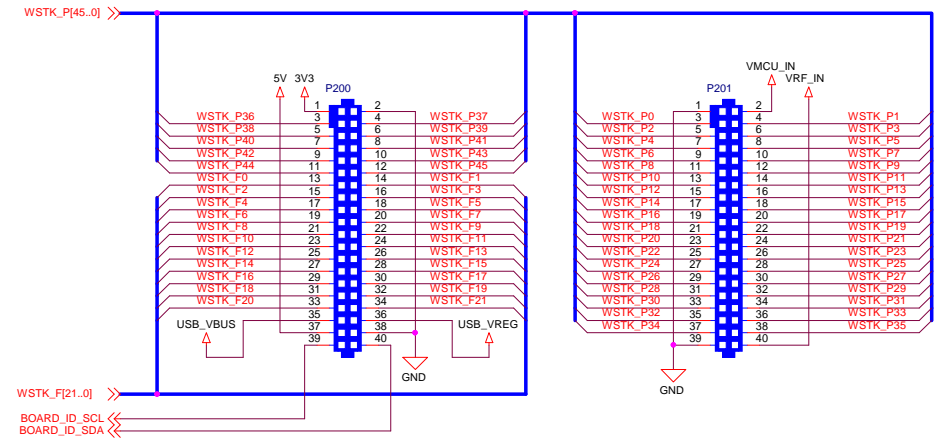 WSTK_P[45..0]
VMCU_IN
5V 3V3 VRF_IN
P200 P201
1 2 1 2
WSTK_P36 3 4 WSTK_P37 WSTK_P0 3 4 WSTK_P1
WSTK_P38 5 6 WSTK_P39 WSTK_P2 5 6 WSTK_P3
WSTK_P40 7 8 WSTK_P41 WSTK_P4 7 8 WSTK_P5
WSTK_P42 9 10 WSTK_P43 WSTK_P6 9 10 WSTK_P7
WSTK_P44 11 12 WSTK_P45 WSTK_P8 11 12 WSTK_P9
WSTK_F0 13 14 WSTK_F1 WSTK_P10 13 14 WSTK_P11
WSTK_F2 15 16 WSTK_F3 WSTK_P12 15 16 WSTK_P13
WSTK_F4 17 18 WSTK_F5 WSTK_P14 17 18 WSTK_P15
WSTK_F6 19 20 WSTK_F7 WSTK_P16 19 20 WSTK_P17
WSTK_F8 21 22 WSTK_F9 WSTK_P18 21 22 WSTK_P19
WSTK_F10 23 24 WSTK_F11 WSTK_P20 23 24 WSTK_P21
WSTK_F12 25 26 WSTK_F13 WSTK_P22 25 26 WSTK_P23
WSTK_F14 27 28 WSTK_F15 WSTK_P24 27 28 WSTK_P25
WSTK_F16 29 30 WSTK_F17 WSTK_P26 29 30 WSTK_P27
WSTK_F18 31 32 WSTK_F19 WSTK_P28 31 32 WSTK_P29
WSTK_F20 33 34 WSTK_F21 WSTK_P30 33 34 WSTK_P31
35 36 WSTK_P32 35 36 WSTK_P33
USB_VBUS 37 38 USB_VREG WSTK_P34 37 38 WSTK_P35
39 40 39 40
GND GND
WSTK_F[21..0]
BOARD_ID_SCL
BOARD_ID_SDA